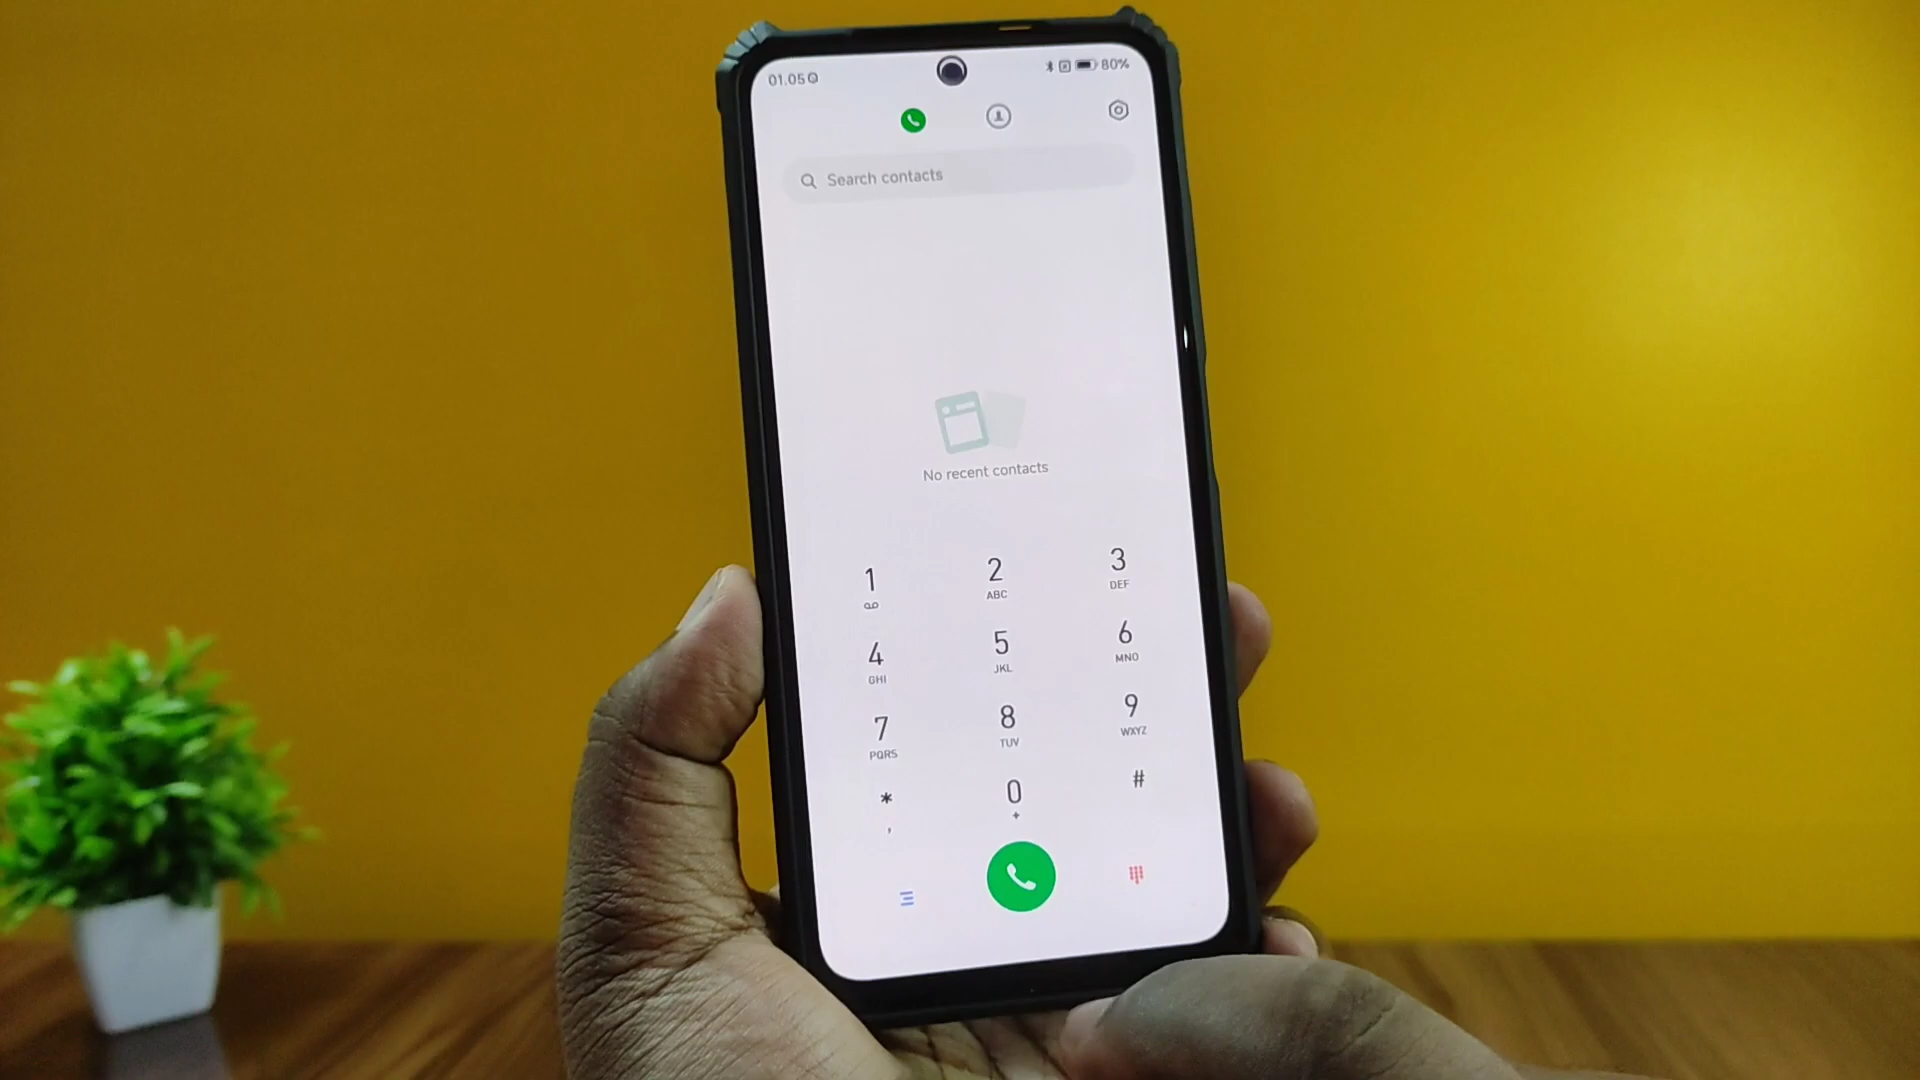 01.05
80%
Search contacts
No recent contacts
1 2 3
ABC DEF
4 5 6
GHI JKL MNO
7 8 9
PQRS TUV WXYZ
* 0 #
, +